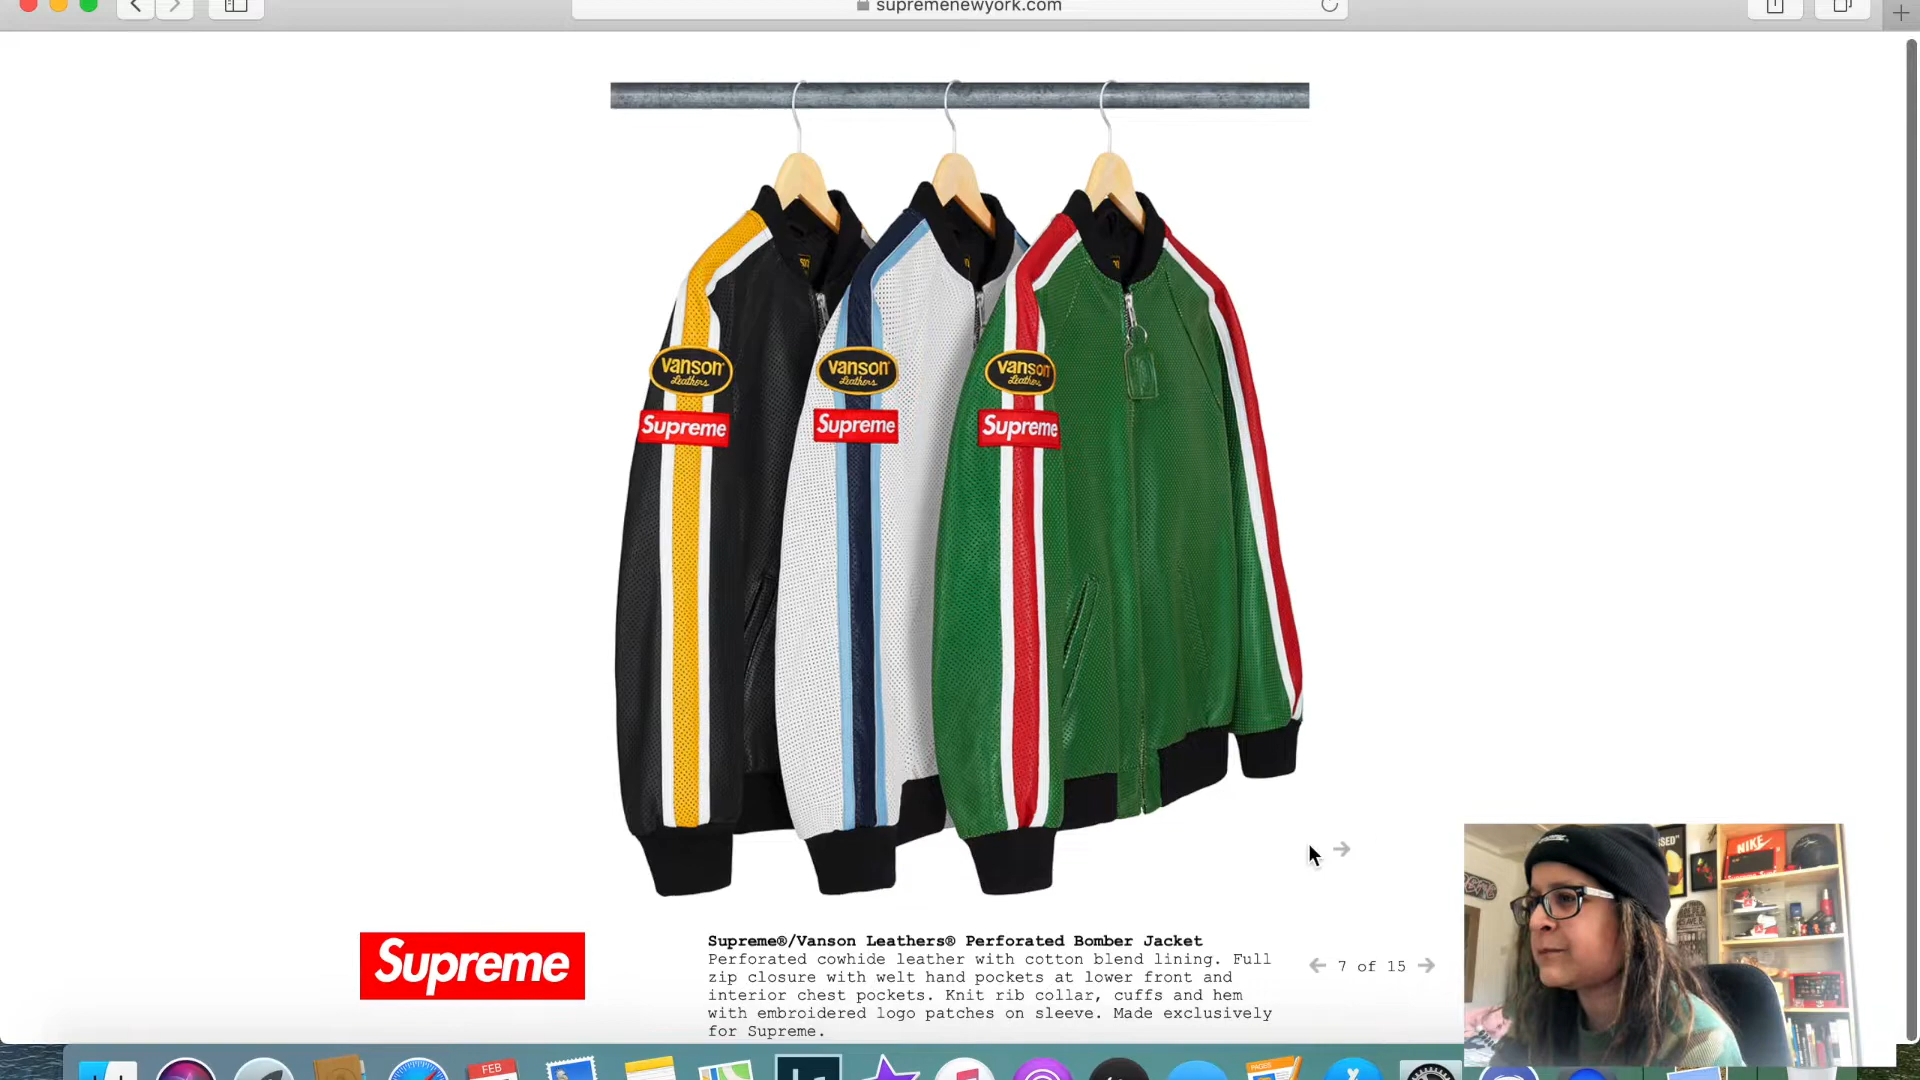 supremenewyork.com
Vanson
Leathers
Vanson
Leathers
Vanson
Leathers
Supreme
Supreme
Supreme
NIKE
Supreme
Supreme®/Vanson Leathers® Perforated Bomber Jacket
Perforated cowhide leather with cotton blend lining. Full
zip closure with welt hand pockets at lower front and
interior chest pockets. Knit rib collar, cuffs and hem
with embroidered logo patches on sleeve. Made exclusively
for Supreme.
7 of 15
FEB
PAGES